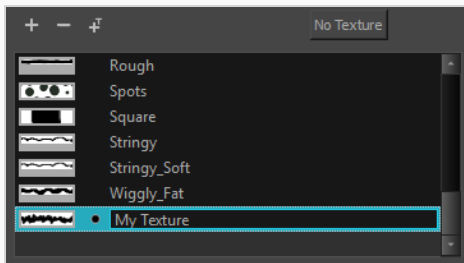 No Texture
Rough
Spots
Square
Stringy
Stringy_Soft
Wiggly_Fat
My Texture